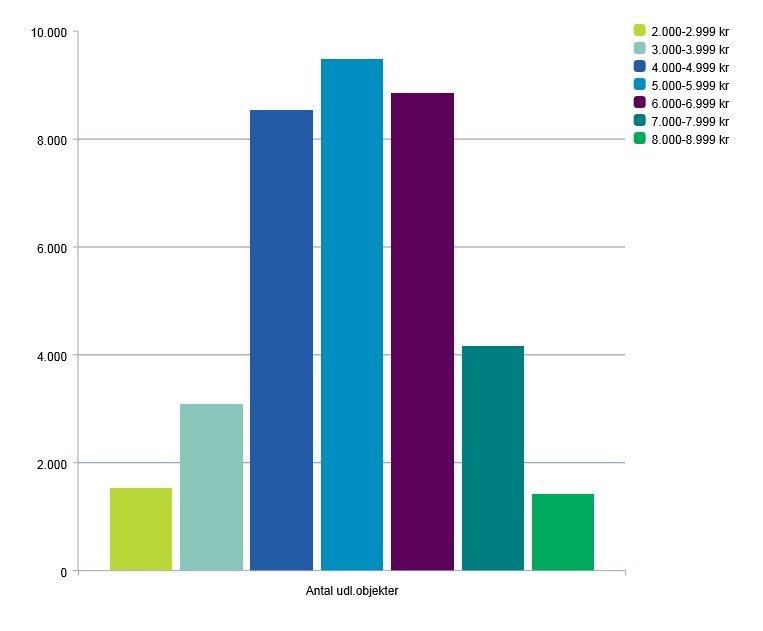 10.000
8.000
6.000
4.000
2.000
0
Antal udl.objekter
2.000-2.999 kr
3.000-3.999 kr
4.000-4.999 kr
5.000-5.999 kr
6.000-6.999 kr
7.000-7.999 kr
8.000-8.999 kr